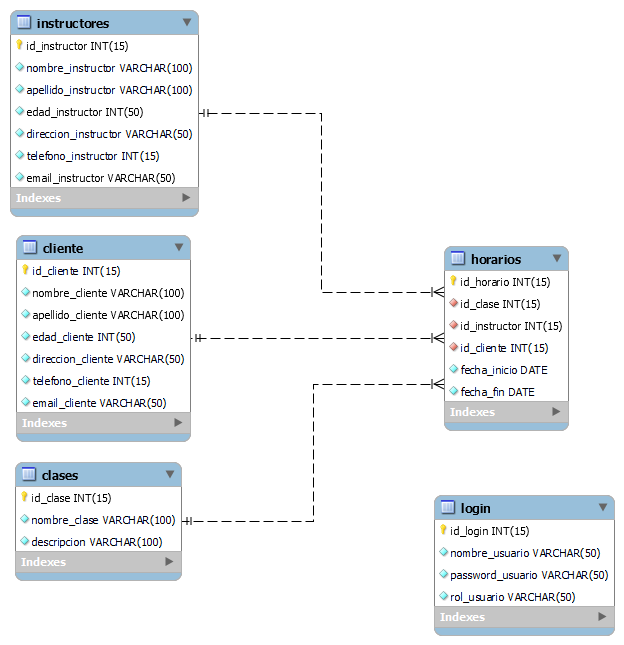 instructores
id_instructor INT(15)
nombre_instructor VARCHAR(100)
apellido_instructor VARCHAR(100)
edad_instructor INT(50)
direccion_instructor VARCHAR(50)
telefono_instructor INT(15)
email_instructor VARCHAR(50)
Indexes
cliente
id_cliente INT(15)
nombre_cliente VARCHAR(100)
apellido_cliente VARCHAR(100)
edad_cliente INT(50)
direccion_cliente VARCHAR(50)
telefono_cliente INT(15)
email_cliente VARCHAR(50)
Indexes
horarios
id_horario INT(15)
id_clase INT(15)
id_instructor INT(15)
id_cliente INT(15)
fecha_inicio DATE
fecha_fin DATE
Indexes
clases
id_clase INT(15)
nombre_clase VARCHAR(100)
descripcion VARCHAR(100)
Indexes
login
id_login INT(15)
nombre_usuario VARCHAR(50)
password_usuario VARCHAR(50)
rol_usuario VARCHAR(50)
Indexes